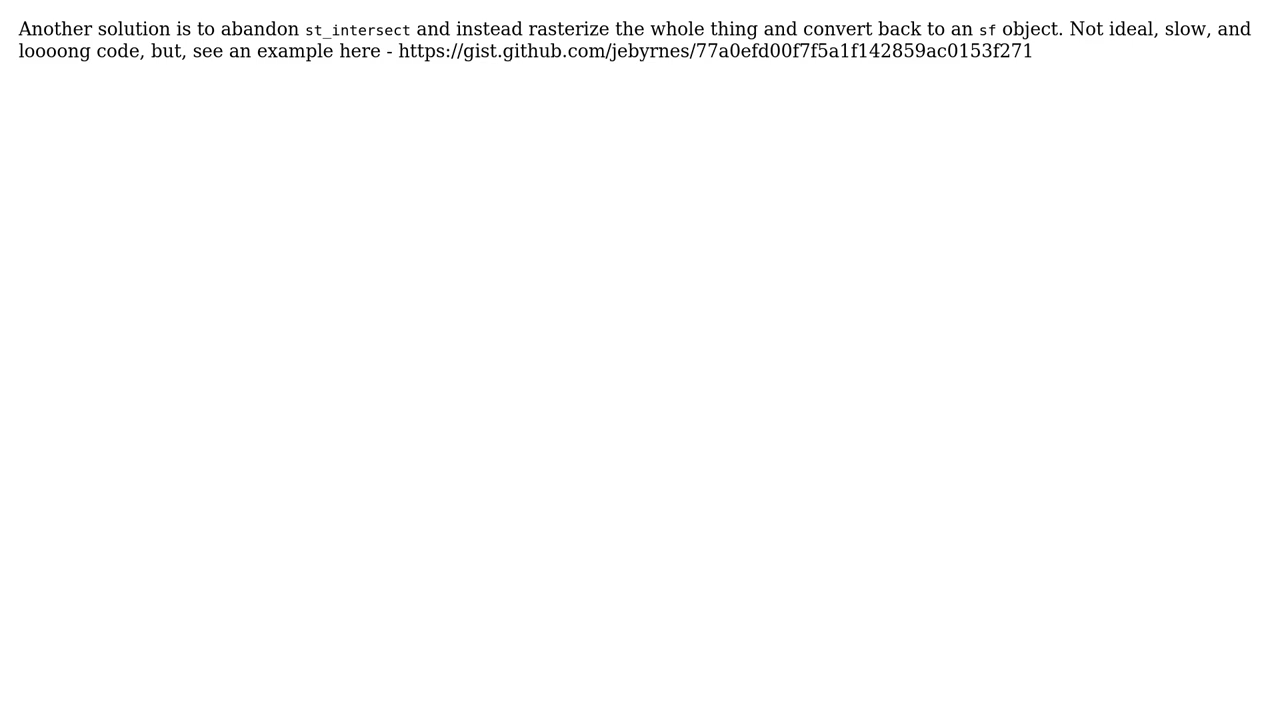 Another solution is to abandon st_intersect and instead rasterize the whole thing and convert back to an sf object. Not ideal, slow, and
loooong code, but, see an example here - https://gist.github.com/jebyrnes/77a0efd00f7f5a1f142859ac0153f271